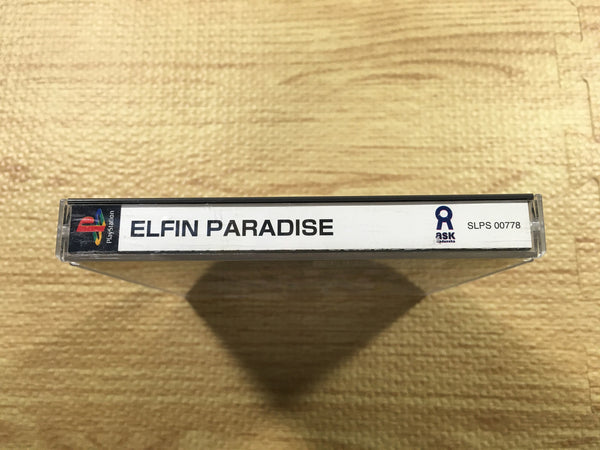 PlayStation
ELFIN PARADISE
ask
SLPS 00778